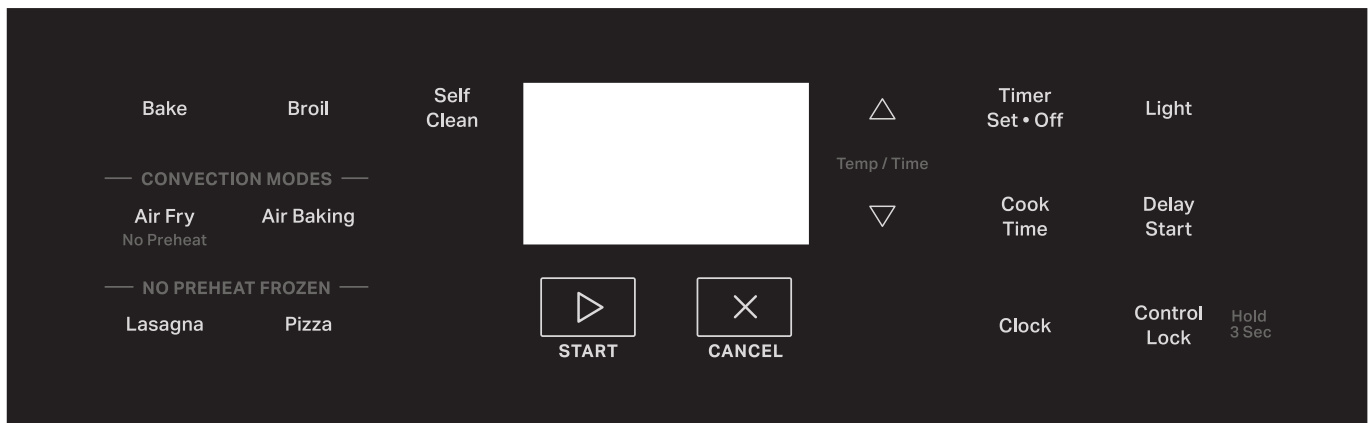 Bake
Broil
Self
Clean
CONVECTION MODES
Air Fry
No Preheat
Air Baking
NO PREHEAT FROZEN
Lasagna
Pizza
START
CANCEL
Temp / Time
Timer
Set • Off
Light
Cook
Time
Delay
Start
Clock
Control
Lock
Hold
3 Sec